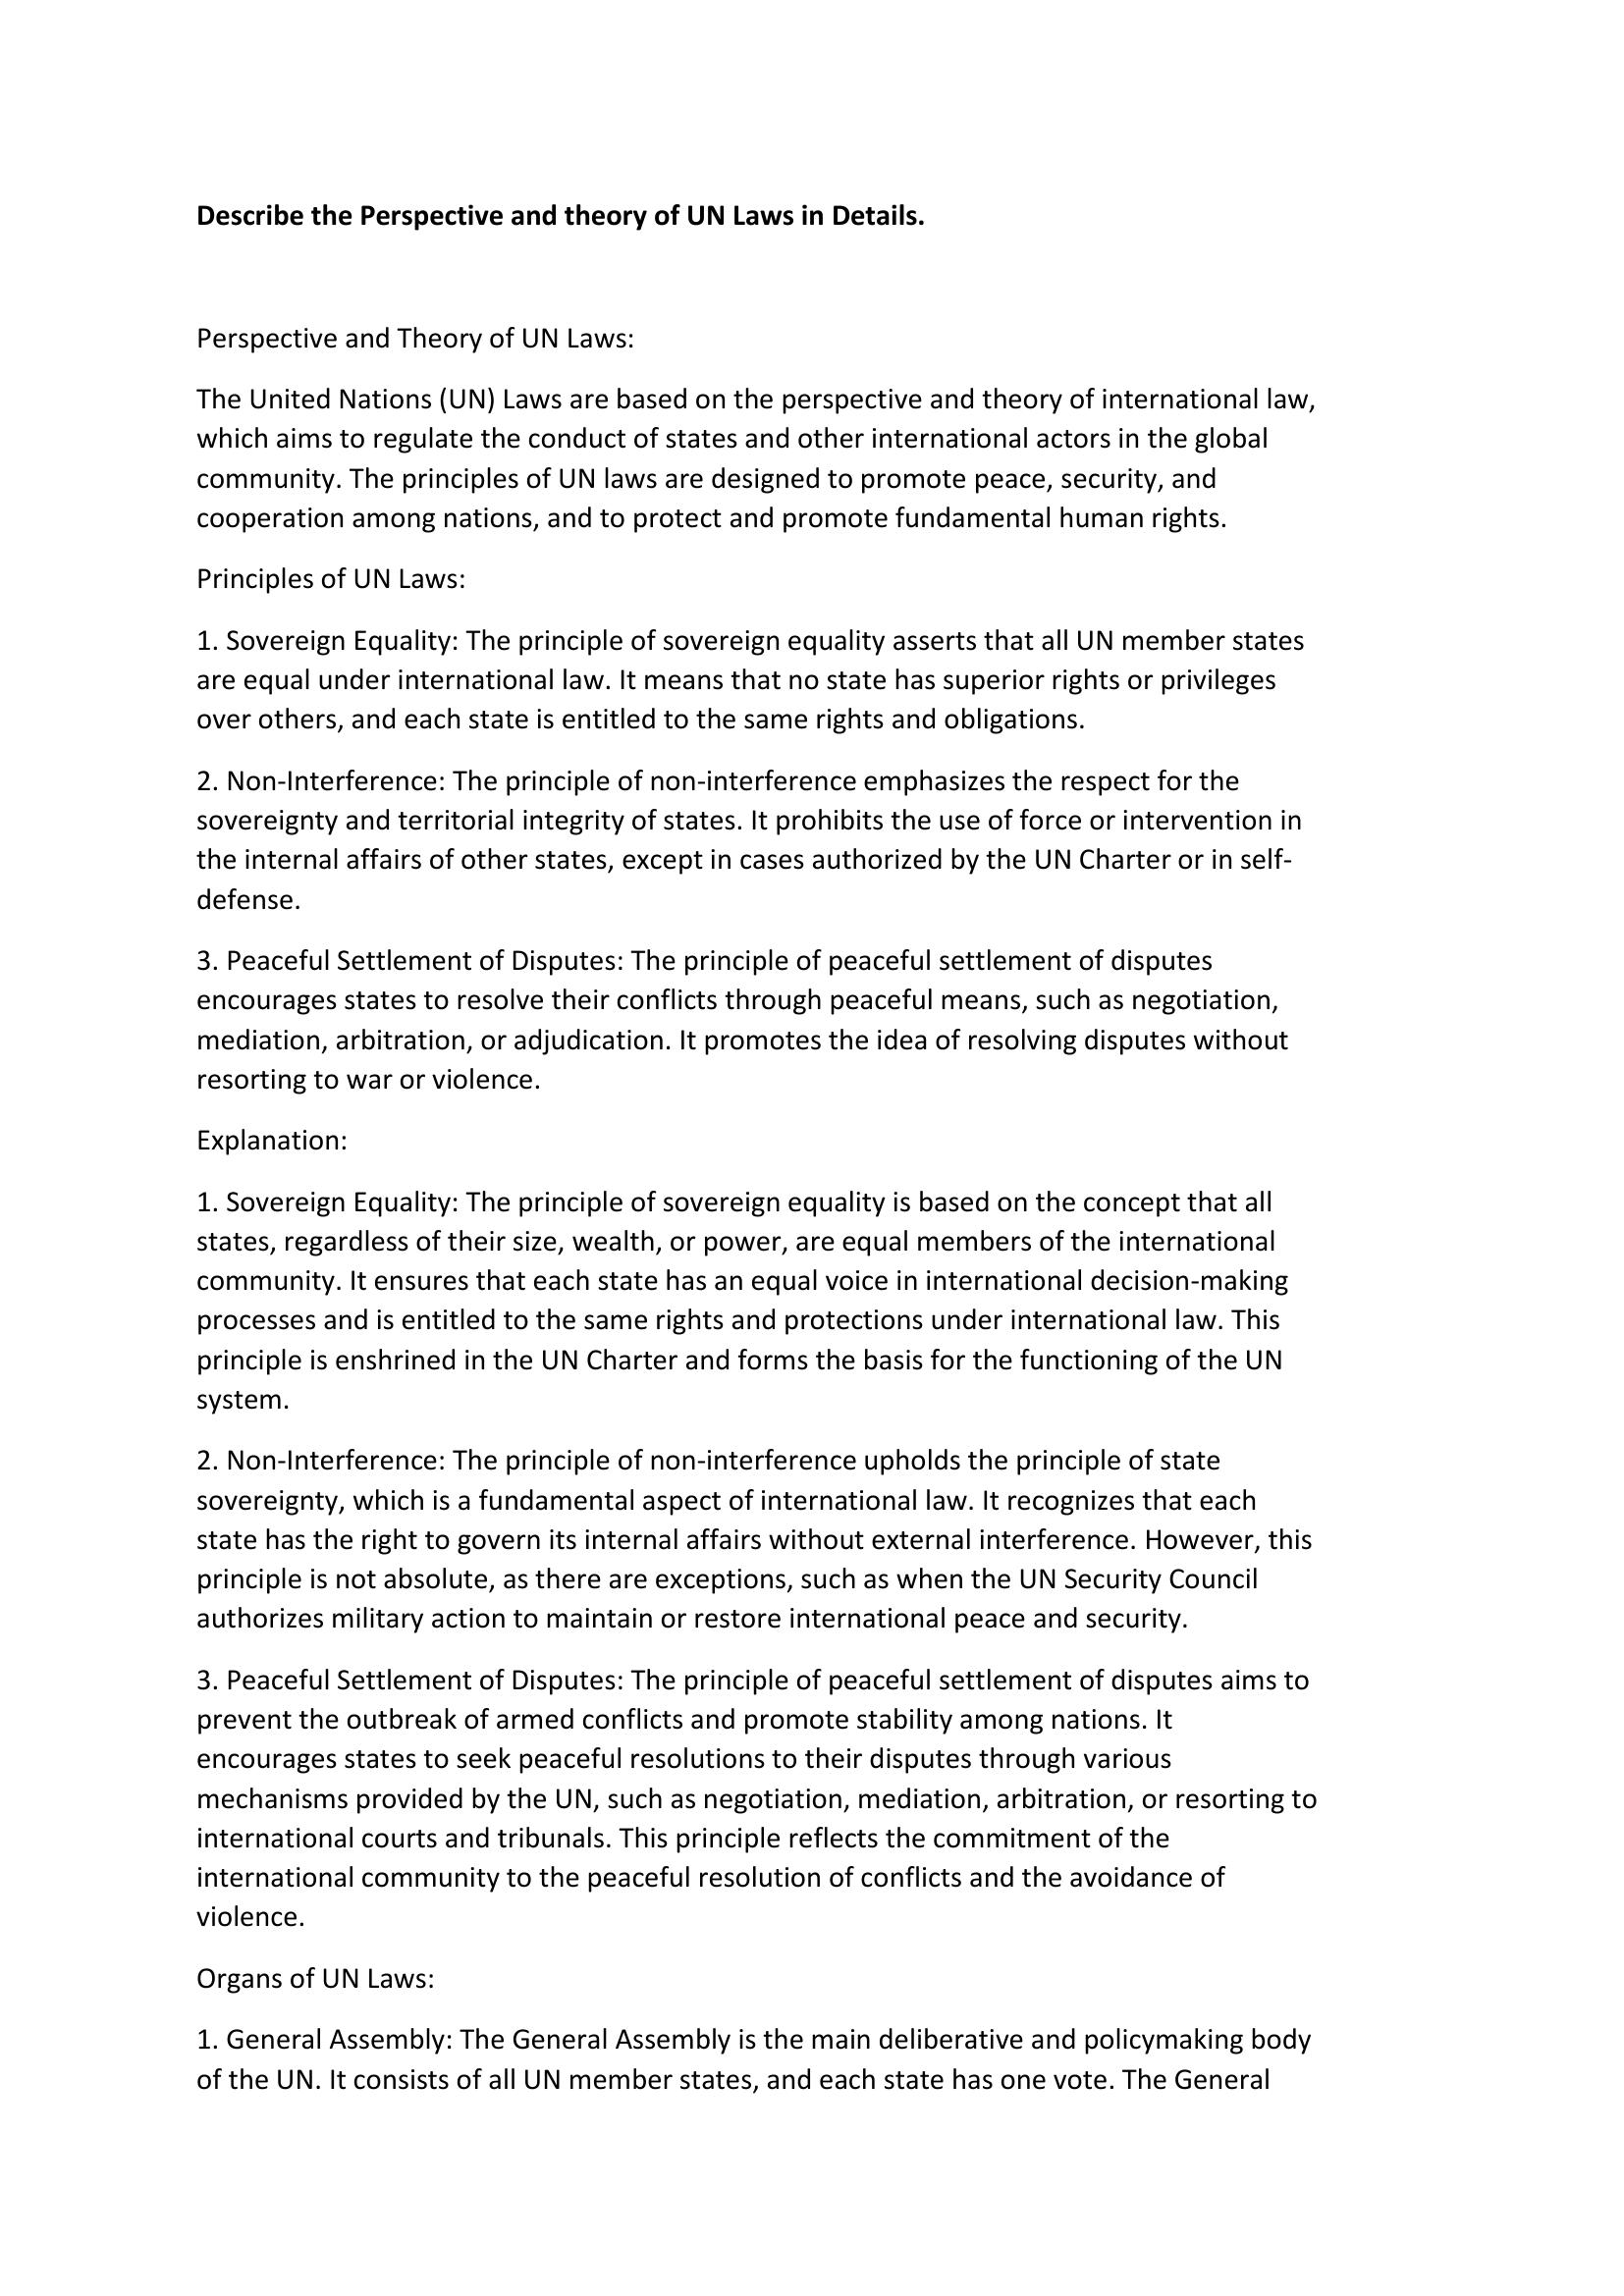 Describe the Perspective and theory of UN Laws in Details.
Perspective and Theory of UN Laws:
The United Nations (UN) Laws are based on the perspective and theory of international law,
which aims to regulate the conduct of states and other international actors in the global
community. The principles of UN laws are designed to promote peace, security, and
cooperation among nations, and to protect and promote fundamental human rights.
Principles of UN Laws:
1. Sovereign Equality: The principle of sovereign equality asserts that all UN member states
are equal under international law. It means that no state has superior rights or privileges
over others, and each state is entitled to the same rights and obligations.
2. Non-Interference: The principle of non-interference emphasizes the respect for the
sovereignty and territorial integrity of states. It prohibits the use of force or intervention in
the internal affairs of other states, except in cases authorized by the UN Charter or in self-
defense.
3. Peaceful Settlement of Disputes: The principle of peaceful settlement of disputes
encourages states to resolve their conflicts through peaceful means, such as negotiation,
mediation, arbitration, or adjudication. It promotes the idea of resolving disputes without
resorting to war or violence.
Explanation:
1. Sovereign Equality: The principle of sovereign equality is based on the concept that all
states, regardless of their size, wealth, or power, are equal members of the international
community. It ensures that each state has an equal voice in international decision-making
processes and is entitled to the same rights and protections under international law. This
principle is enshrined in the UN Charter and forms the basis for the functioning of the UN
system.
2. Non-Interference: The principle of non-interference upholds the principle of state
sovereignty, which is a fundamental aspect of international law. It recognizes that each
state has the right to govern its internal affairs without external interference. However, this
principle is not absolute, as there are exceptions, such as when the UN Security Council
authorizes military action to maintain or restore international peace and security.
3. Peaceful Settlement of Disputes: The principle of peaceful settlement of disputes aims to
prevent the outbreak of armed conflicts and promote stability among nations. It
encourages states to seek peaceful resolutions to their disputes through various
mechanisms provided by the UN, such as negotiation, mediation, arbitration, or resorting to
international courts and tribunals. This principle reflects the commitment of the
international community to the peaceful resolution of conflicts and the avoidance of
violence.
Organs of UN Laws:
1. General Assembly: The General Assembly is the main deliberative and policymaking body
of the UN. It consists of all UN member states, and each state has one vote. The General